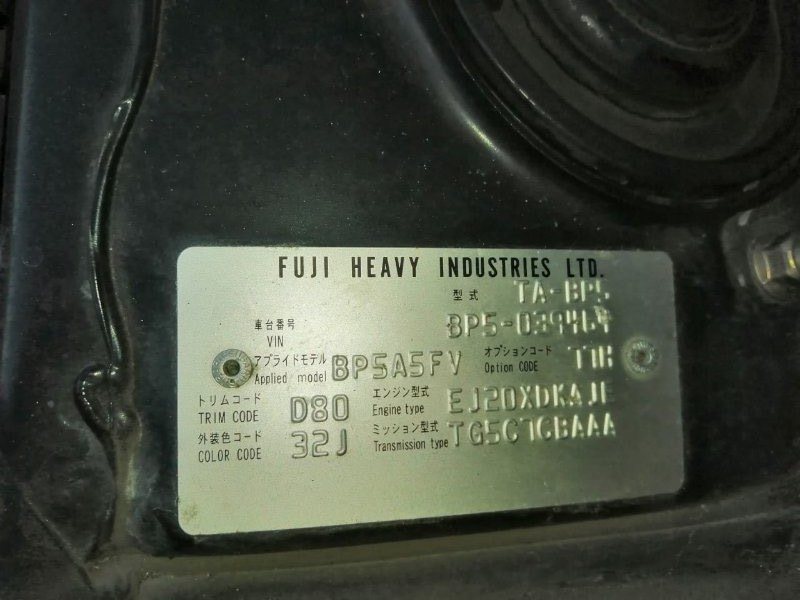 FUJI HEAVY INDUSTRIES LTD.
型式 TA-BP5
車台番号
VIN BP5-039464
アプライドモデル
Applied model BP5A5FV
オプションコード
Option CODE TTH
トリムコード
TRIM CODE D80
エンジン型式
Engine type EJ20XDKAJE
外装色コード
COLOR CODE 32J
ミッション型式
Transmission type TG5C7CBAAA